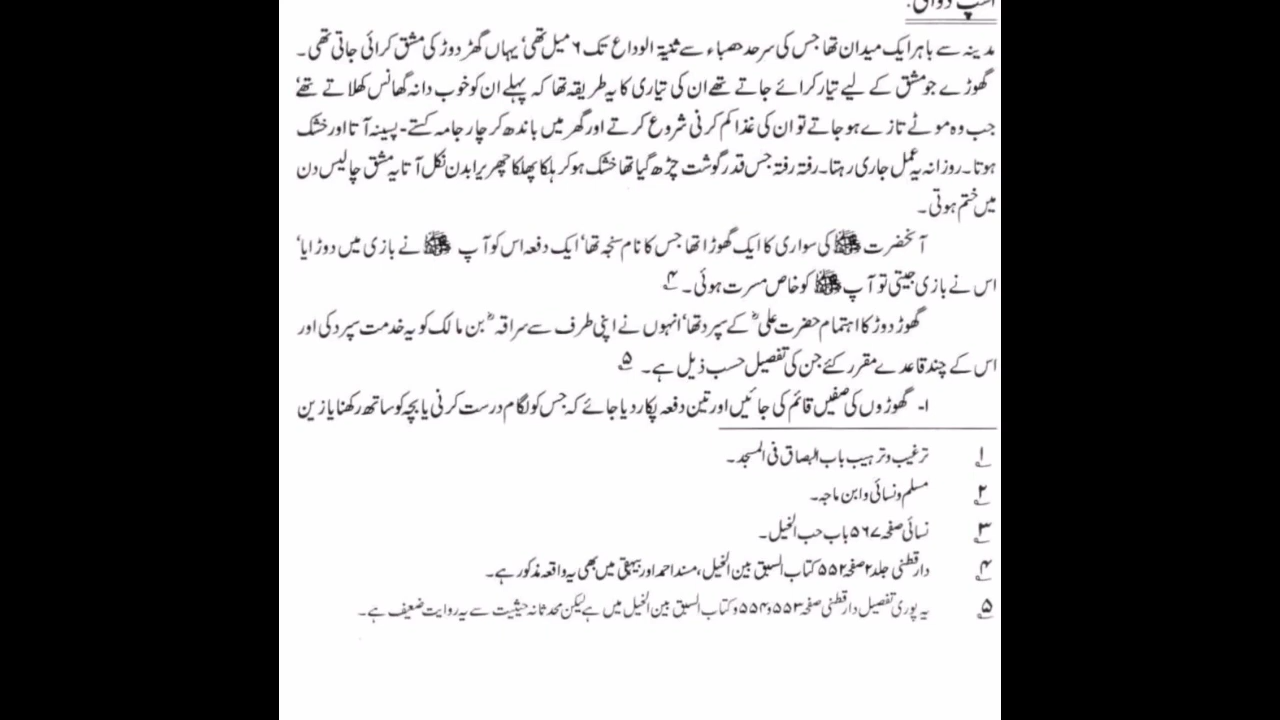 اسپ دوانی:
مدینہ سے باہر ایک میدان تھا جس کی سرحد حصباء سے ثنیۃ الوداع تک ۶ میل تھی' یہاں گھڑ دوڑ کی مشق کرائی جاتی تھی۔
گھوڑے جو مشق کے لیے تیار کرائے جاتے تھے ان کی تیاری کا یہ طریقہ تھا کہ پہلے ان کو خوب دانہ گھانس کھلاتے تھے'
جب وہ موٹے تازے ہو جاتے تو ان کی غذا کم کرنی شروع کرتے اور گھر میں باندھ کر چار جامہ کستے- پسینہ آتا اور خشک
ہوتا۔ روزانہ یہ عمل جاری رہتا۔ رفتہ رفتہ جس قدر گوشت چڑھ گیا تھا خشک ہو کر ہلکا پھلکا چھریرا بدن نکل آتا یہ مشق چالیس دن
میں ختم ہوتی۔
آنحضرت ﷺ کی سواری کا ایک گھوڑا تھا جس کا نام سنجہ تھا' ایک دفعہ اس کو آپ ﷺ نے بازی میں دوڑایا'
اس نے بازی جیتی تو آپ ﷺ کو خاص مسرت ہوئی۔ ۴
گھوڑ دوڑ کا اہتمام حضرت علیؓ کے سپرد تھا' انہوں نے اپنی طرف سے سراقہؓ بن مالک کو یہ خدمت سپرد کی اور
اس کے چند قاعدے مقرر کئے جن کی تفصیل حسب ذیل ہے۔ ۵
۱- گھوڑوں کی صفیں قائم کی جائیں اور تین دفعہ پکار دیا جائے کہ جس کو لگام درست کرنی یا بچہ کو ساتھ رکھنا یا زین
۱ ترغیب و ترہیب باب البصاق فی المسجد۔
۲ مسلم و نسائی و ابن ماجہ۔
۳ نسائی صفحہ ۵۶۷ باب حب الخیل۔
۴ دارقطنی جلد ۲ صفحہ ۵۵۲ کتاب السبق بین الخیل، مسند احمد اور بیہقی میں بھی یہ واقعہ مذکور ہے۔
۵ یہ پوری تفصیل دارقطنی صفحہ ۵۵۳ و ۵۵۴ و کتاب السبق بین الخیل میں ہے لیکن محدثانہ حیثیت سے یہ روایت ضعیف ہے۔